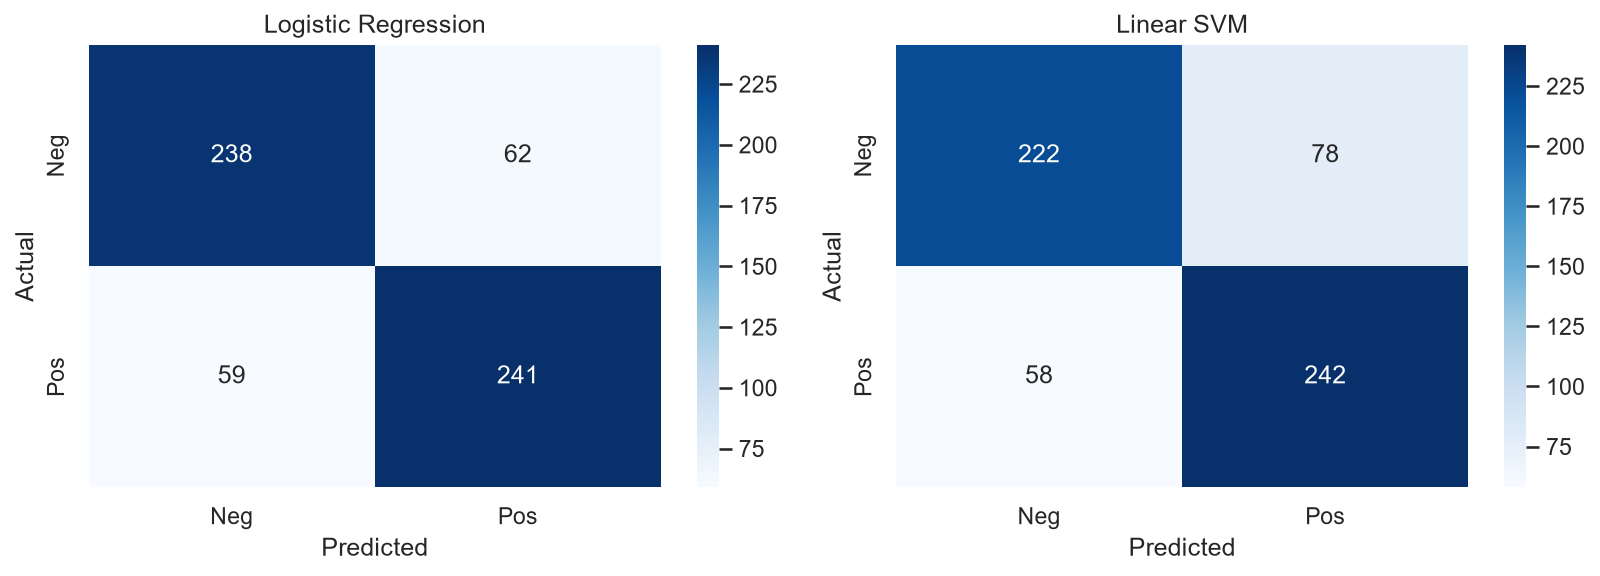 Logistic Regression
Neg
Pos
Actual
238
62
59
241
Neg
Pos
Predicted
225
200
175
150
125
100
75
Linear SVM
Neg
Pos
Actual
222
78
58
242
Neg
Pos
Predicted
225
200
175
150
125
100
75